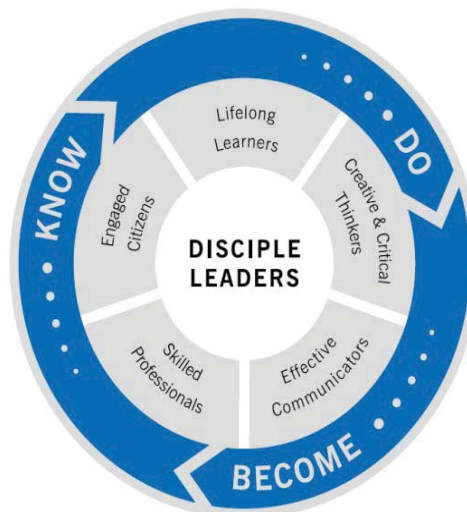 KNOW
DO
BECOME
Lifelong
Learners
Creative & Critical
Thinkers
Effective
Communicators
Skilled
Professionals
Engaged
Citizens
DISCIPLE
LEADERS